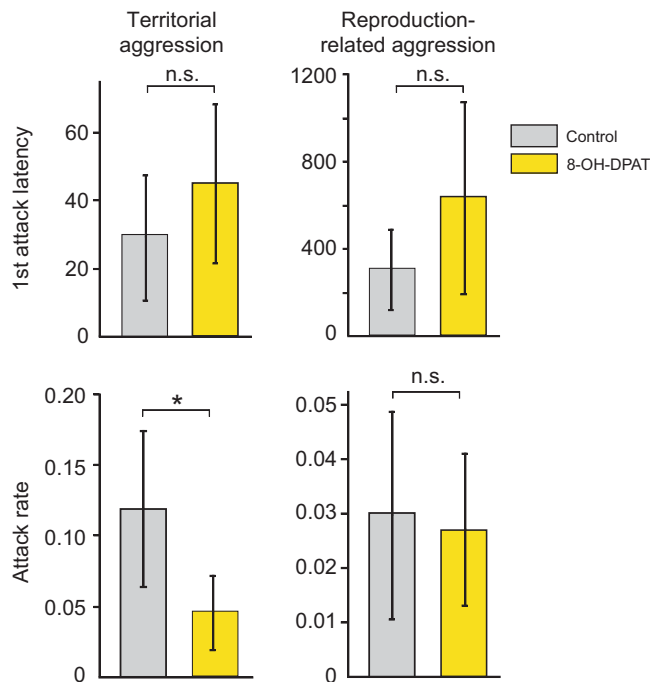 Territorial
aggression
Reproduction-
related aggression
1st attack latency
60
40
20
0
n.s.
1200
800
400
0
n.s.
Control
8-OH-DPAT
Attack rate
0.20
0.15
0.10
0.05
0
*
0.05
0.04
0.03
0.02
0.01
0
n.s.